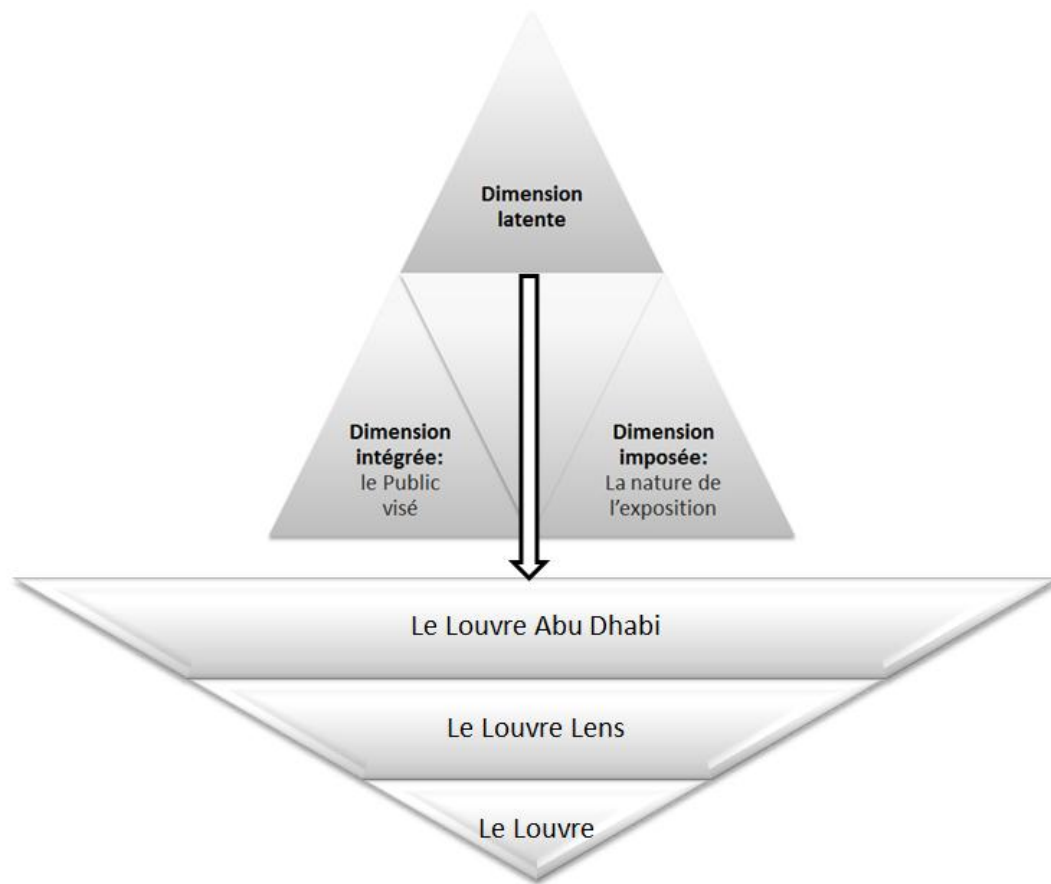 Dimension
latente
Dimension
intégrée:
le Public
visé
Dimension
imposée:
La nature de
l'exposition
Le Louvre Abu Dhabi
Le Louvre Lens
Le Louvre